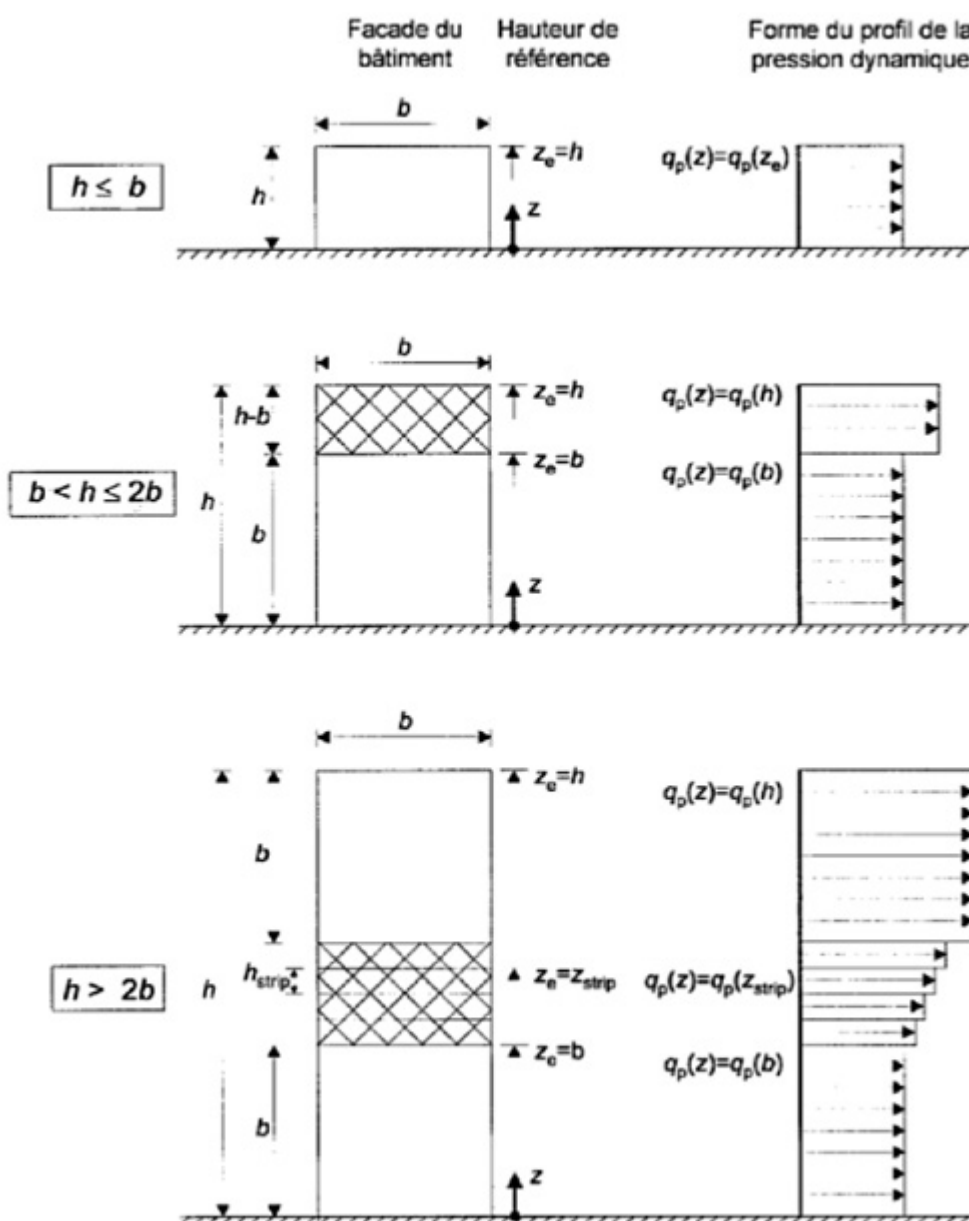 Facade du bâtiment
Hauteur de référence
Forme du profil de la pression dynamique
b
h ≤ b
h
z_e=h
z
q_p(z)=q_p(z_e)
b
b < h ≤ 2b
h
h-b
b
z_e=h
z_e=b
z
q_p(z)=q_p(h)
q_p(z)=q_p(b)
b
h > 2b
h
b
h_strip
b
z_e=h
z_e=z_strip
z_e=b
z
q_p(z)=q_p(h)
q_p(z)=q_p(z_strip)
q_p(z)=q_p(b)